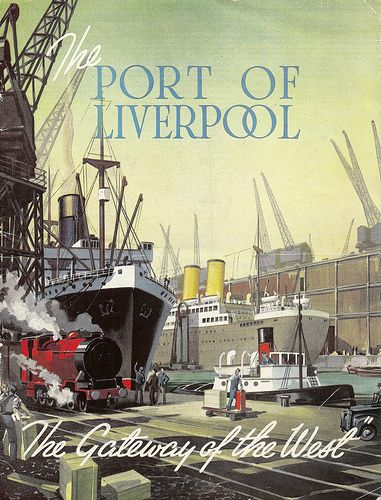 The
PORT OF
LIVERPOOL
"The Gateway of the West"